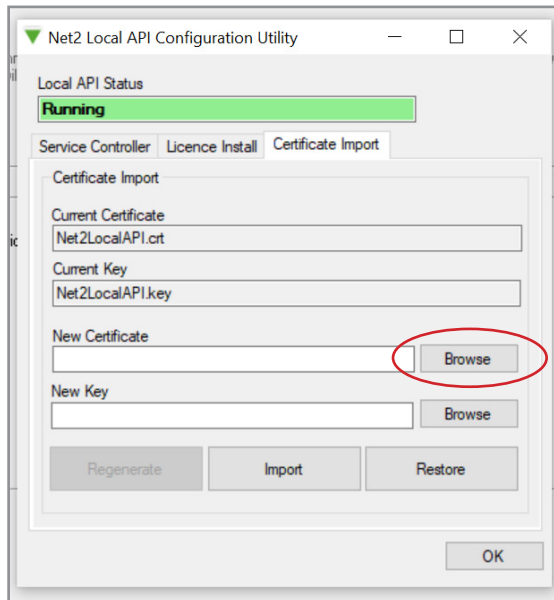 Net2 Local API Configuration Utility
Local API Status
Running
Service Controller Licence Install Certificate Import
Certificate Import
Current Certificate
Net2LocalAPI.crt
Current Key
Net2LocalAPI.key
New Certificate
Browse
New Key
Browse
Regenerate Import Restore
OK